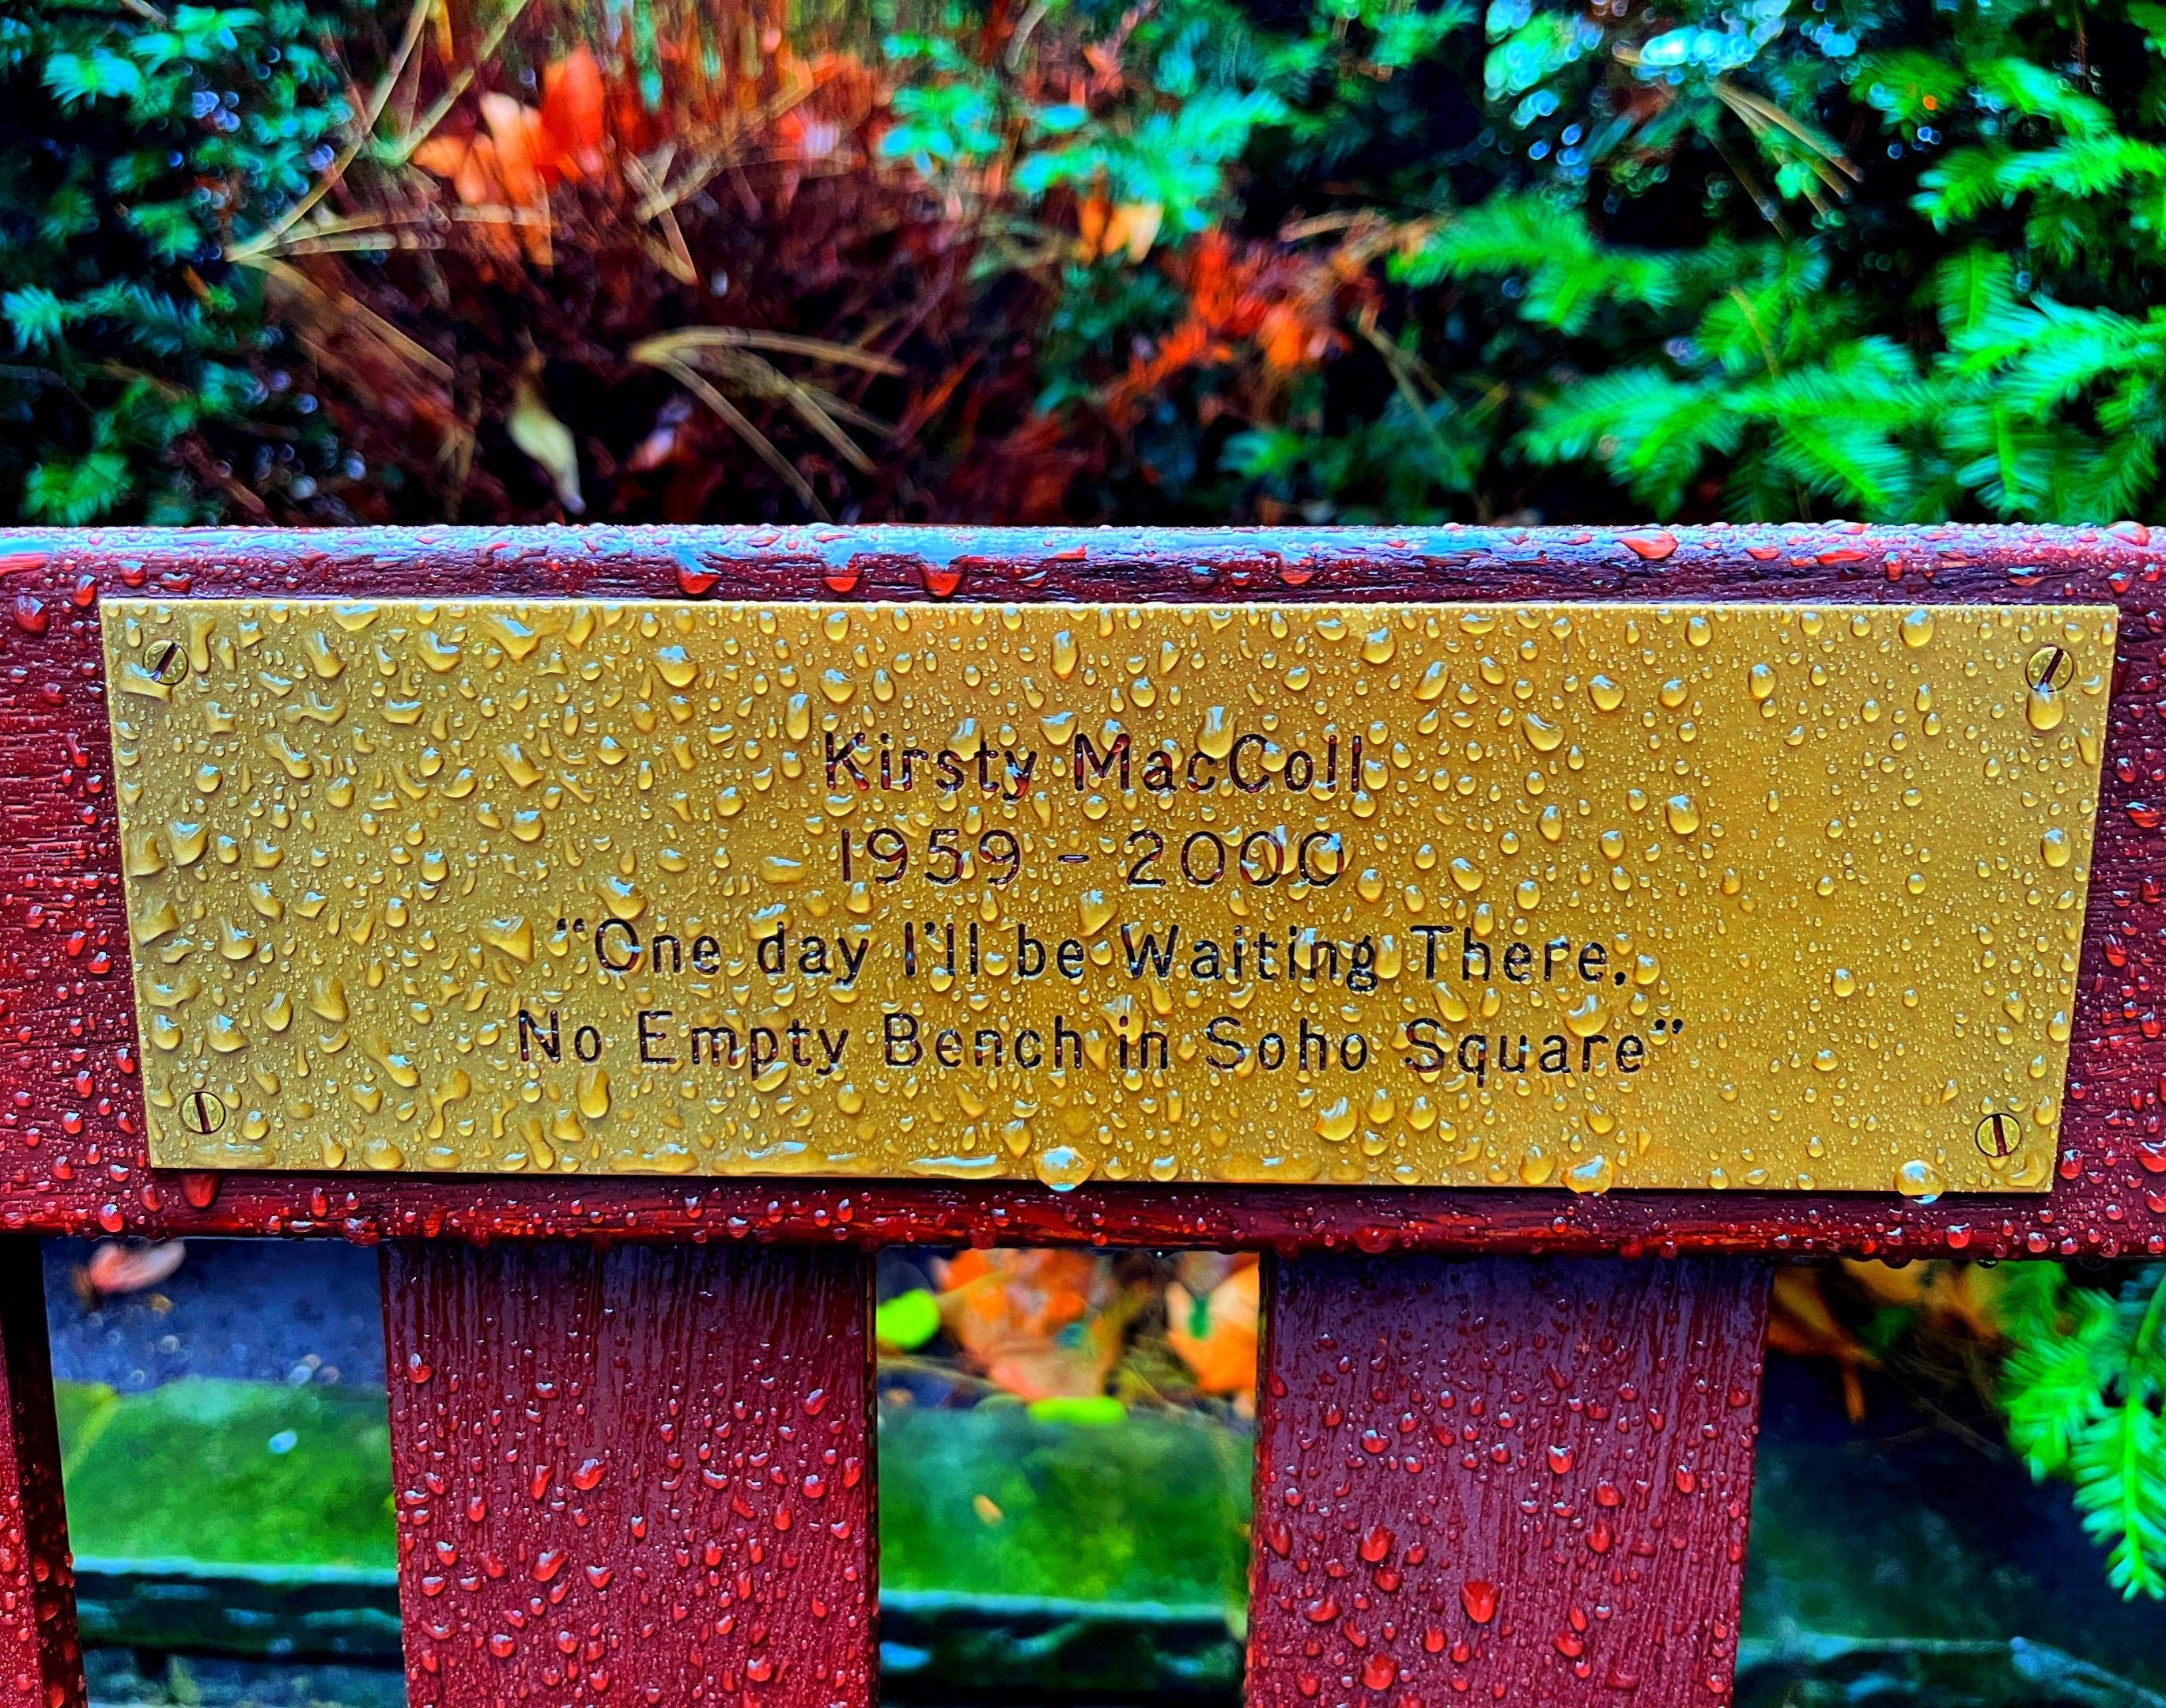 Kirsty MacColl
1959 - 2000
“One day I'll be Waiting There,
No Empty Bench in Soho Square”